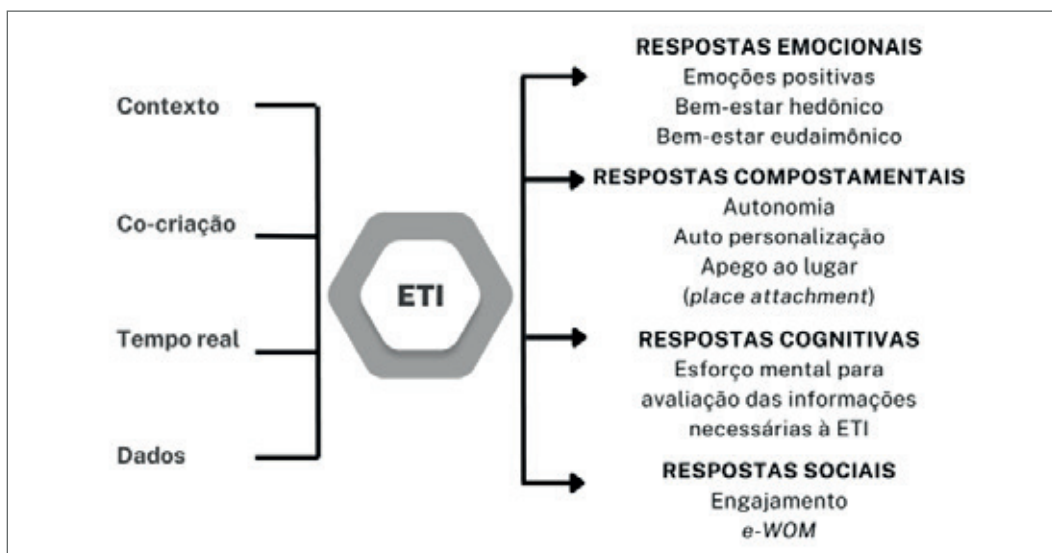 Contexto
Co-criação
Tempo real
Dados
ETI
RESPOSTAS EMOCIONAIS
Emoções positivas
Bem-estar hedônico
Bem-estar eudaimônico
RESPOSTAS COMPOSTAMENTAIS
Autonomia
Auto personalização
Apego ao lugar
(place attachment)
RESPOSTAS COGNITIVAS
Esforço mental para
avaliação das informações
necessárias à ETI
RESPOSTAS SOCIAIS
Engajamento
e-WOM